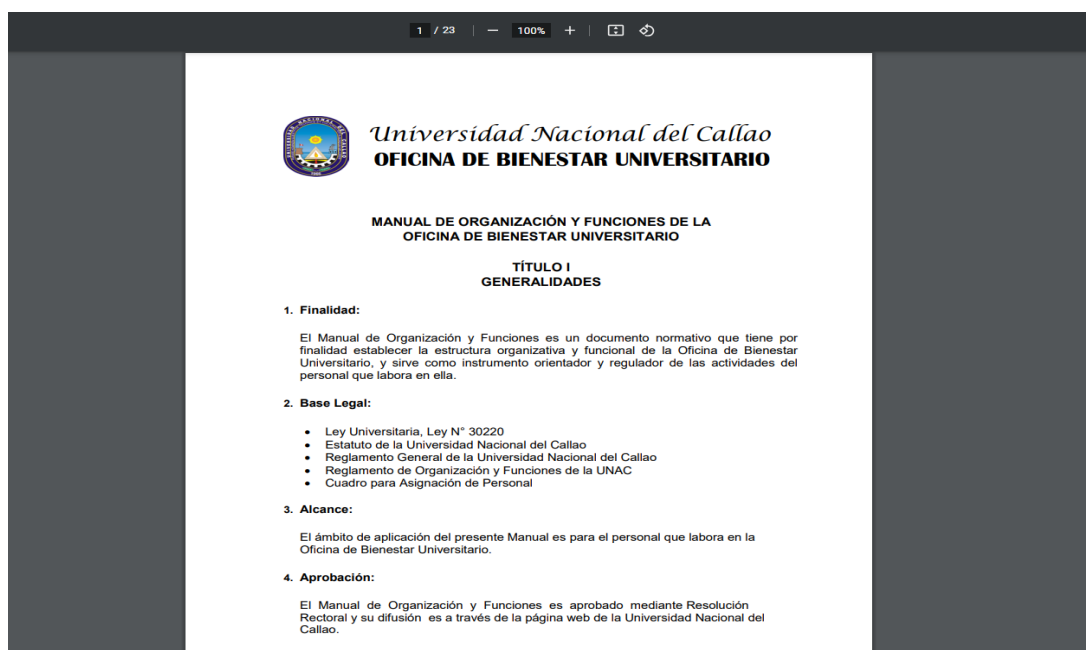 1 / 23 | — 100% + |
Universidad Nacional del Callao
OFICINA DE BIENESTAR UNIVERSITARIO
MANUAL DE ORGANIZACIÓN Y FUNCIONES DE LA
OFICINA DE BIENESTAR UNIVERSITARIO
TÍTULO I
GENERALIDADES
1. Finalidad:
El Manual de Organización y Funciones es un documento normativo que tiene por
finalidad establecer la estructura organizativa y funcional de la Oficina de Bienestar
Universitario, y sirve como instrumento orientador y regulador de las actividades del
personal que labora en ella.
2. Base Legal:
• Ley Universitaria, Ley N° 30220
• Estatuto de la Universidad Nacional del Callao
• Reglamento General de la Universidad Nacional del Callao
• Reglamento de Organización y Funciones de la UNAC
• Cuadro para Asignación de Personal
3. Alcance:
El ámbito de aplicación del presente Manual es para el personal que labora en la
Oficina de Bienestar Universitario.
4. Aprobación:
El Manual de Organización y Funciones es aprobado mediante Resolución
Rectoral y su difusión es a través de la página web de la Universidad Nacional del
Callao.